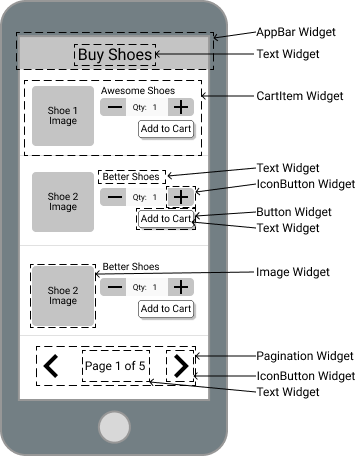 AppBar Widget
Buy Shoes
Text Widget
Awesome Shoes
CartItem Widget
Shoe 1
Image
Qty: 1
Add to Cart
Text Widget
Better Shoes
IconButton Widget
Shoe 2
Image
Qty: 1
Button Widget
Add to Cart
Text Widget
Better Shoes
Image Widget
Shoe 2
Image
Qty: 1
Add to Cart
Pagination Widget
Page 1 of 5
IconButton Widget
Text Widget